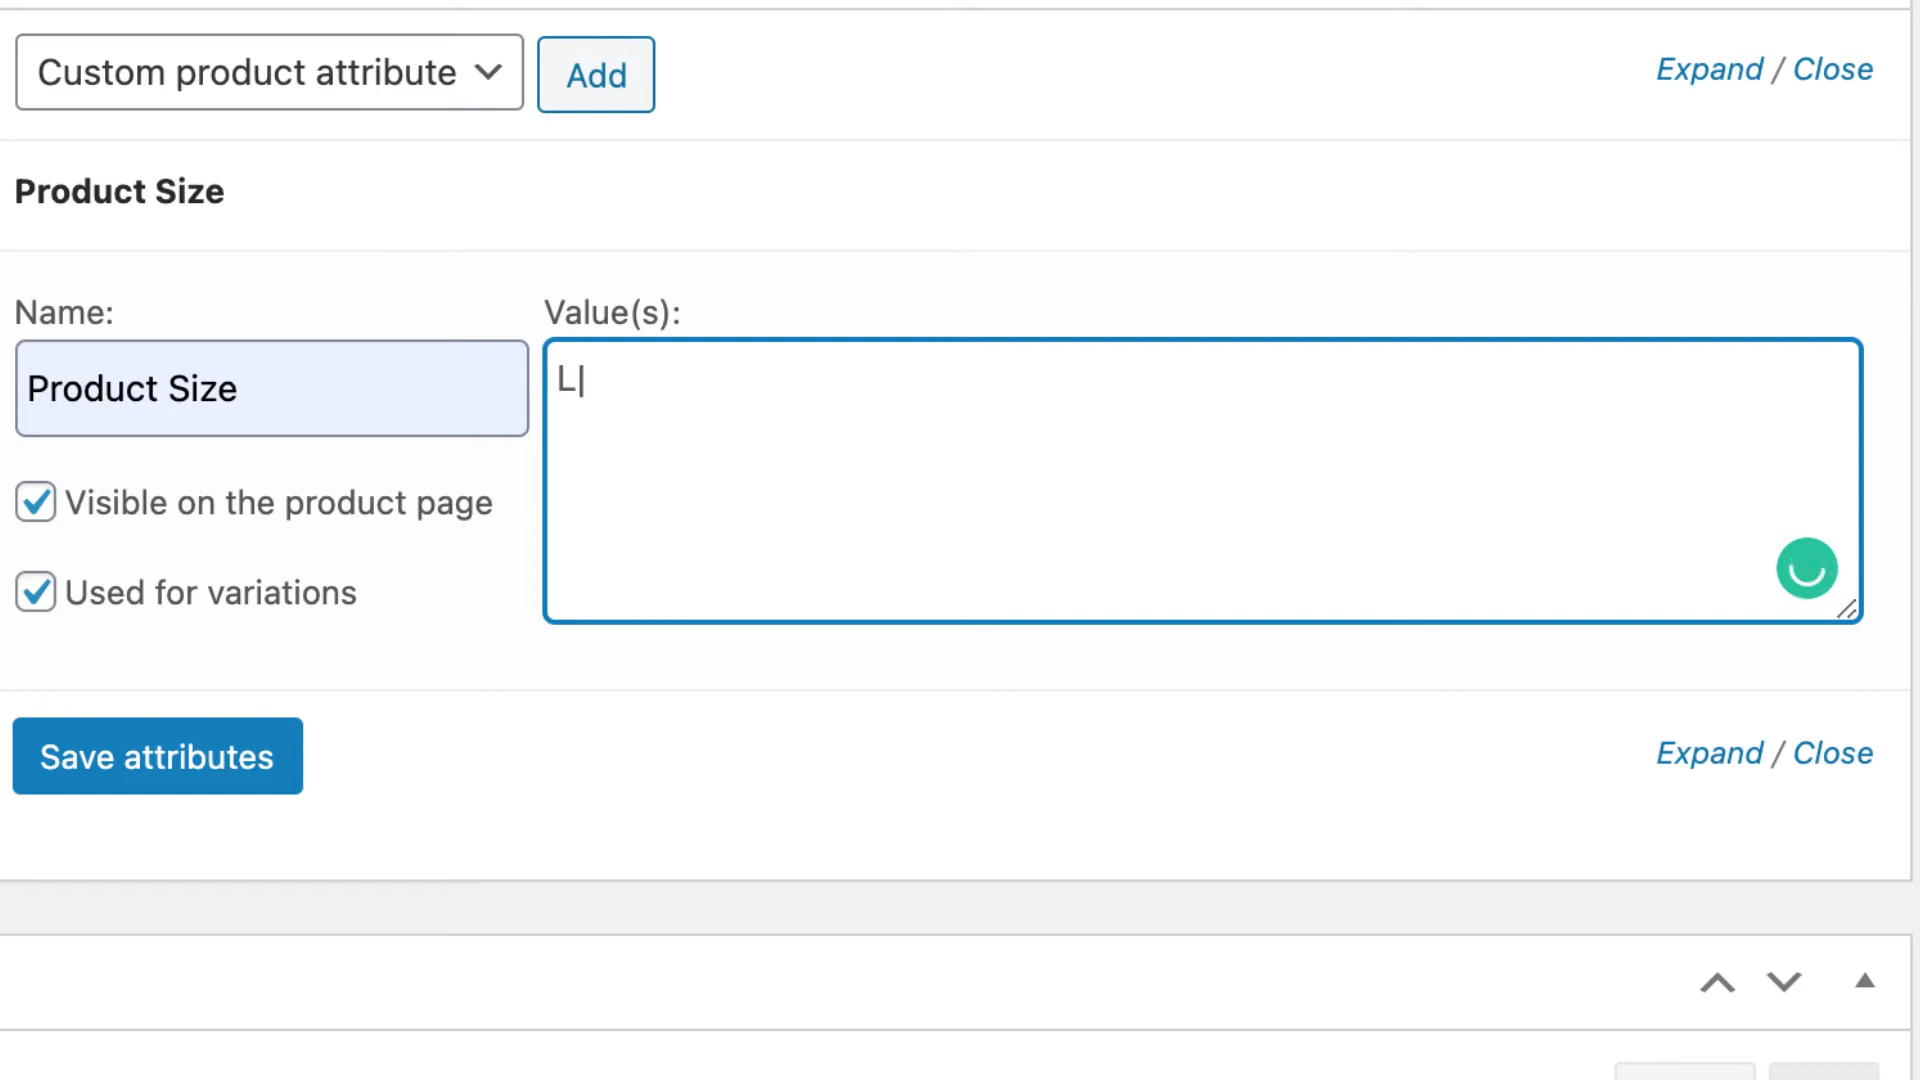 Custom product attribute
Add
Expand / Close
Product Size
Name:
Value(s):
Product Size
L
Visible on the product page
Used for variations
Save attributes
Expand / Close